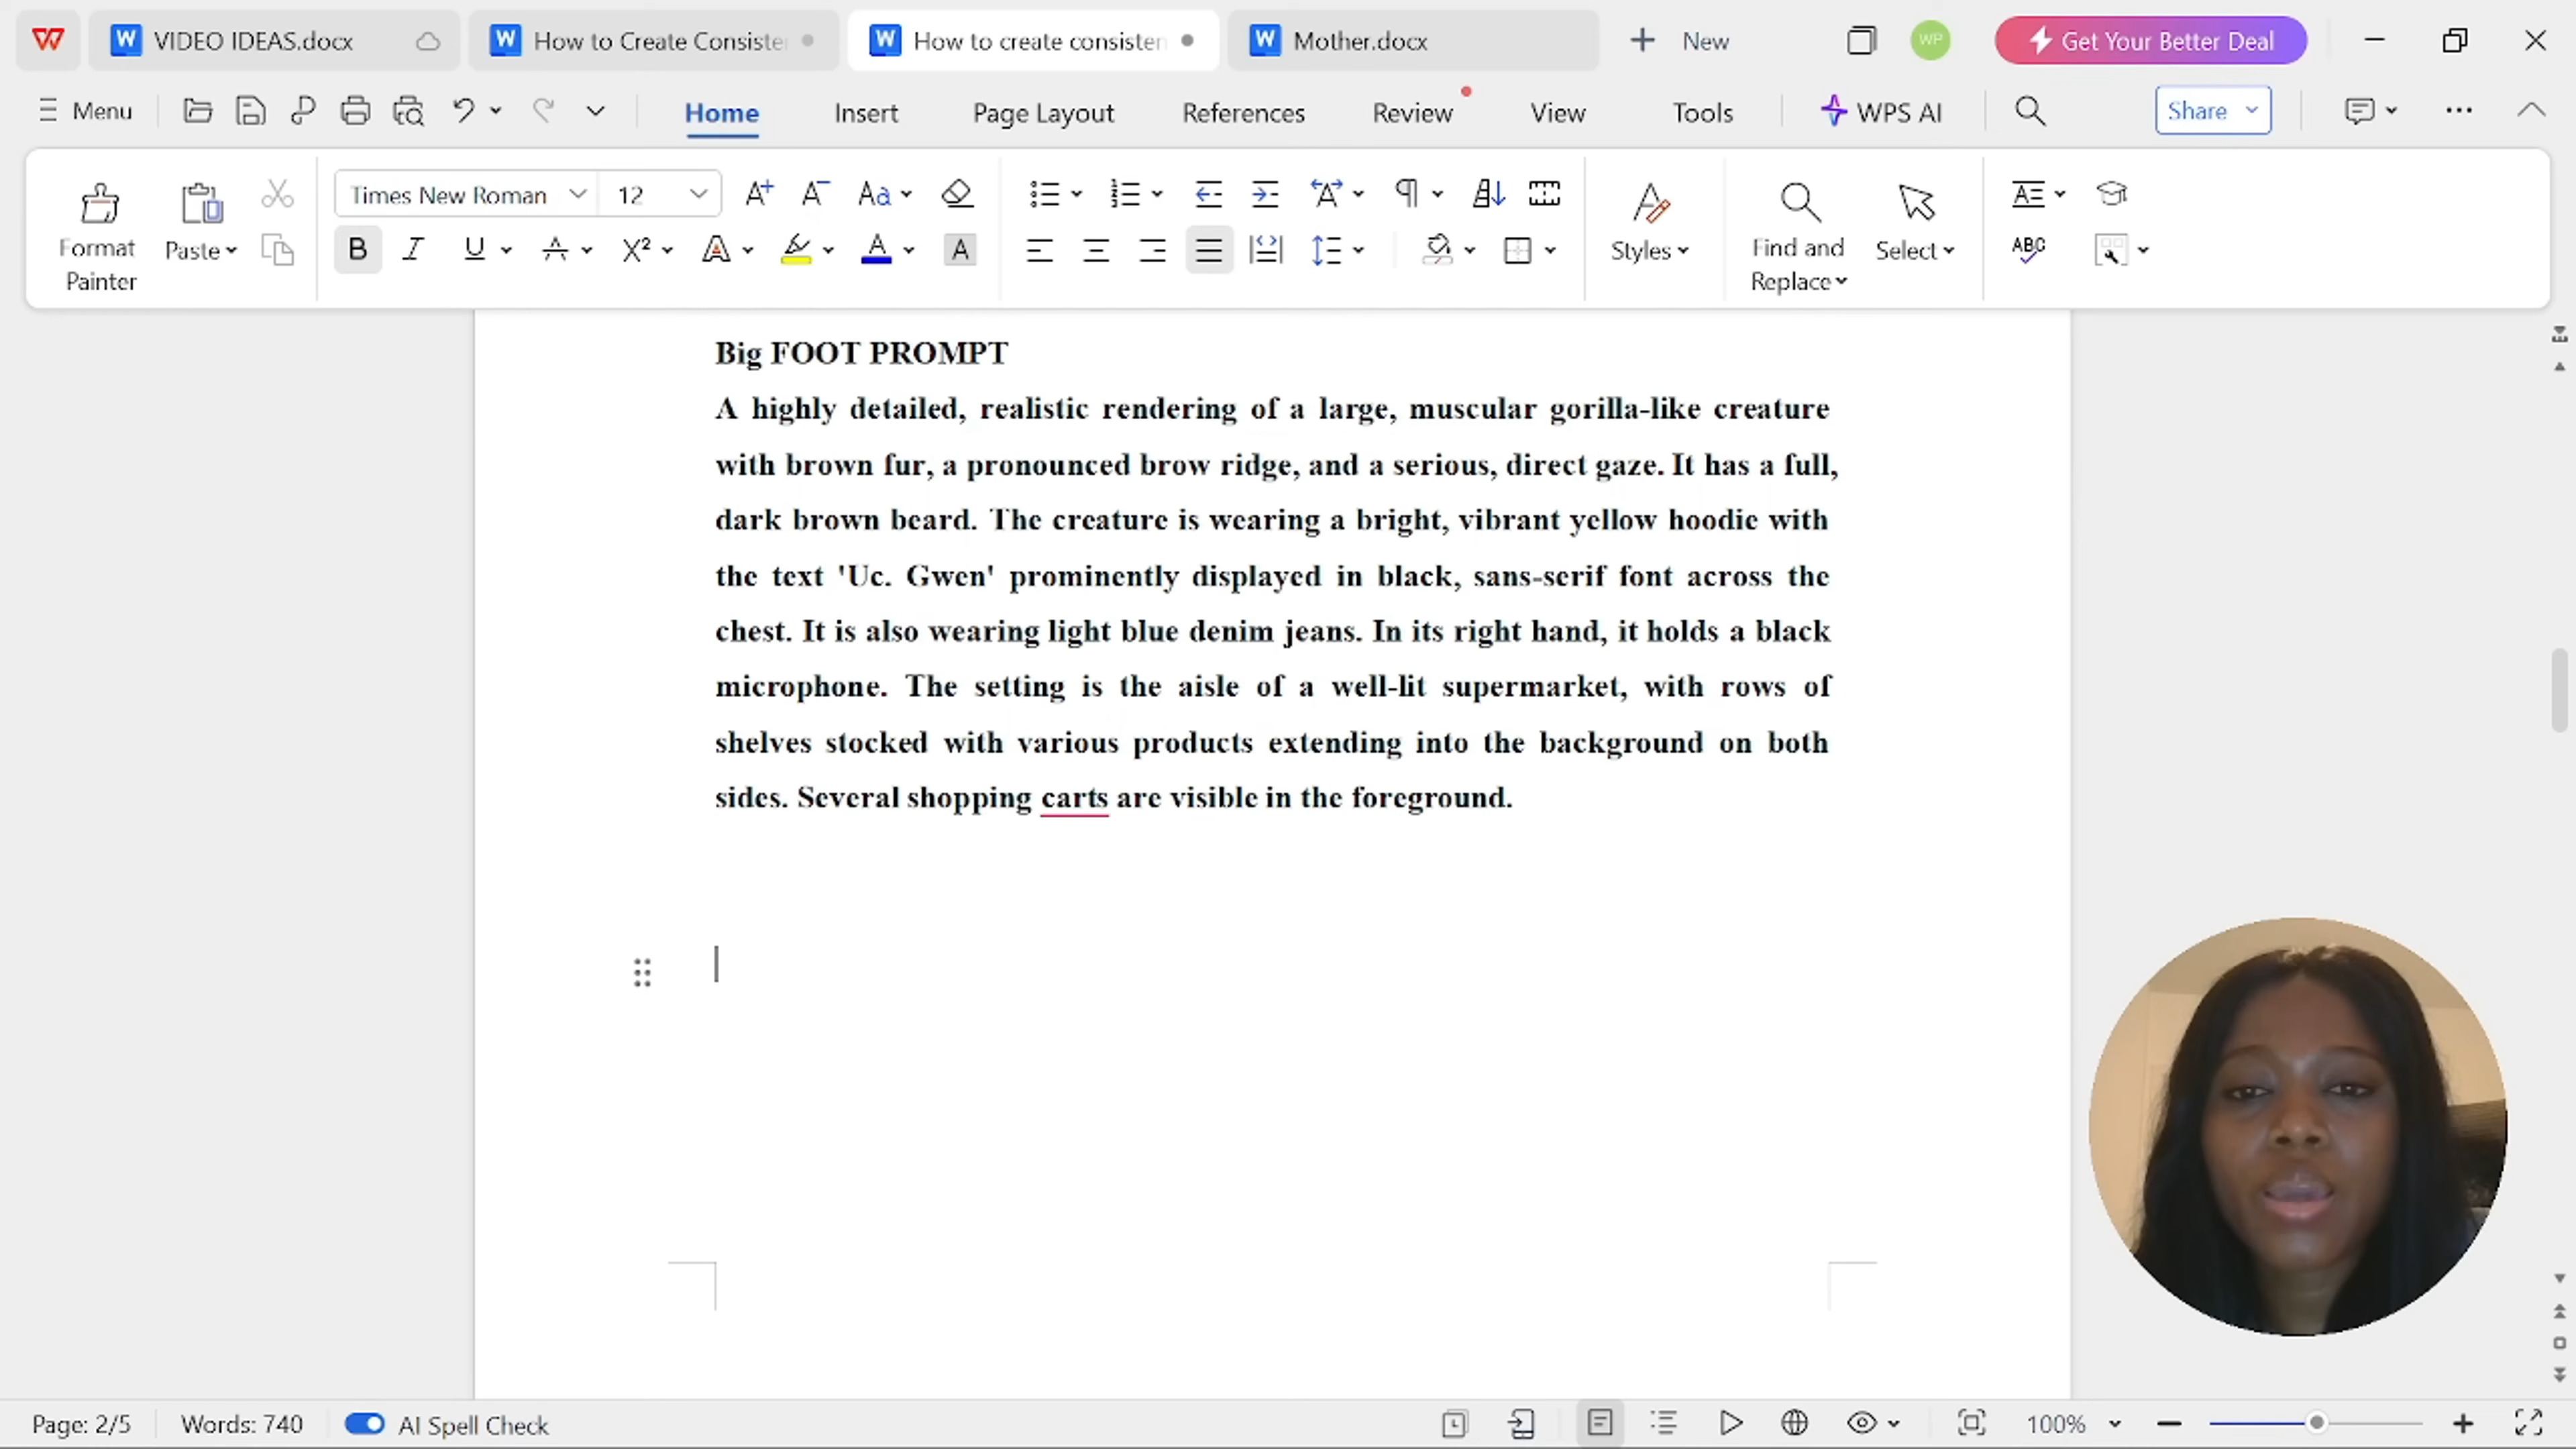 VIDEO IDEAS.docx
How to Create Consister
How to create consisten
Mother.docx
New
WP
Get Your Better Deal
Menu
Home
Insert
Page Layout
References
Review
View
Tools
WPS AI
Share
Format Painter
Paste
Times New Roman
12
Styles
Find and Replace
Select
Big FOOT PROMPT
A highly detailed, realistic rendering of a large, muscular gorilla-like creature
with brown fur, a pronounced brow ridge, and a serious, direct gaze. It has a full,
dark brown beard. The creature is wearing a bright, vibrant yellow hoodie with
the text 'Uc. Gwen' prominently displayed in black, sans-serif font across the
chest. It is also wearing light blue denim jeans. In its right hand, it holds a black
microphone. The setting is the aisle of a well-lit supermarket, with rows of
shelves stocked with various products extending into the background on both
sides. Several shopping carts are visible in the foreground.
Page: 2/5
Words: 740
AI Spell Check
100%